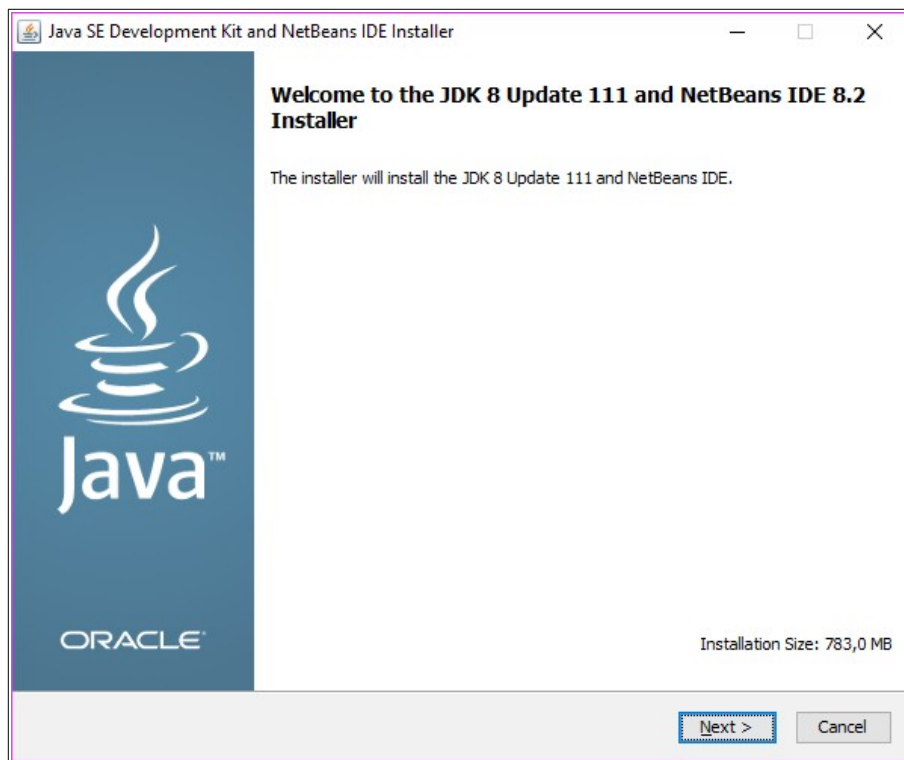 Java SE Development Kit and NetBeans IDE Installer
Welcome to the JDK 8 Update 111 and NetBeans IDE 8.2
Installer
The installer will install the JDK 8 Update 111 and NetBeans IDE.
Java™
ORACLE
Installation Size: 783,0 MB
Next >
Cancel